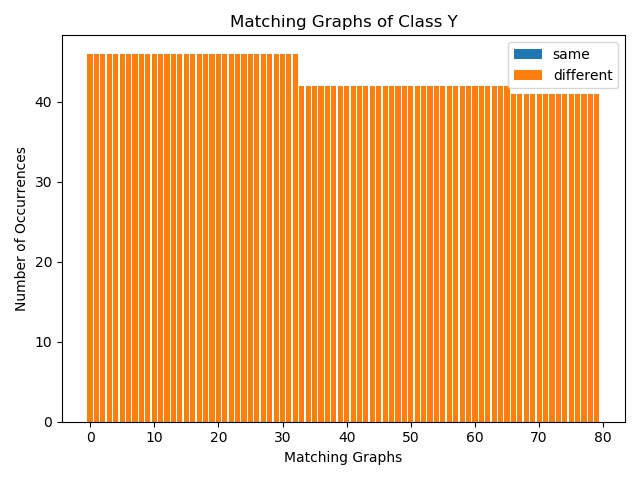 Matching Graphs of Class Y
same
different
Number of Occurrences
40
30
20
10
0
0 10 20 30 40 50 60 70 80
Matching Graphs